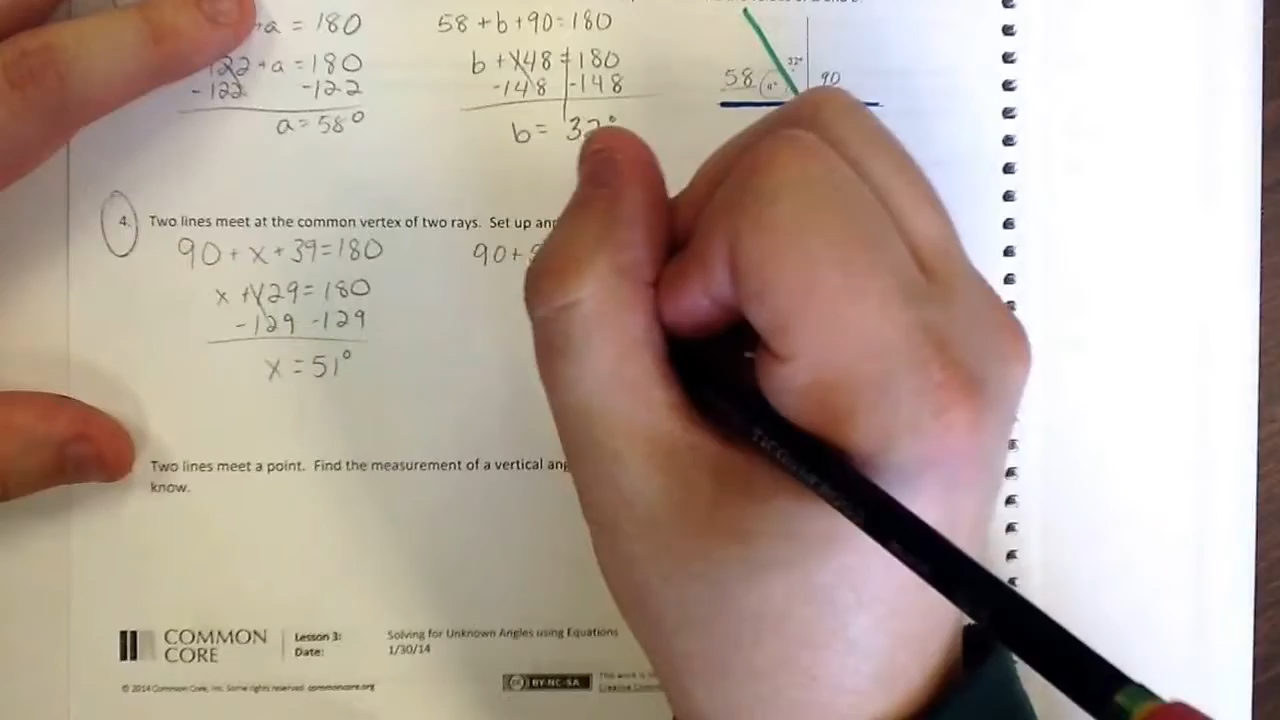 +a = 180
58 + b + 90 = 180
122 + a = 180
- 122 -122
a = 58°
b + 148 = 180
-148 -148
b = 32°
32°
58 a° 90
4. Two lines meet at the common vertex of two rays. Set up an
90 + x + 39 = 180
90 +
x + 129 = 180
- 129 - 129
x = 51°
Two lines meet a point. Find the measurement of a vertical ang
know.
COMMON
CORE
Lesson 3:
Date:
Solving for Unknown Angles using Equations
1/30/14
© 2014 Common Core, Inc. Some rights reserved. commoncore.org
CC BY-NC-SA
This work is
Creative Comm